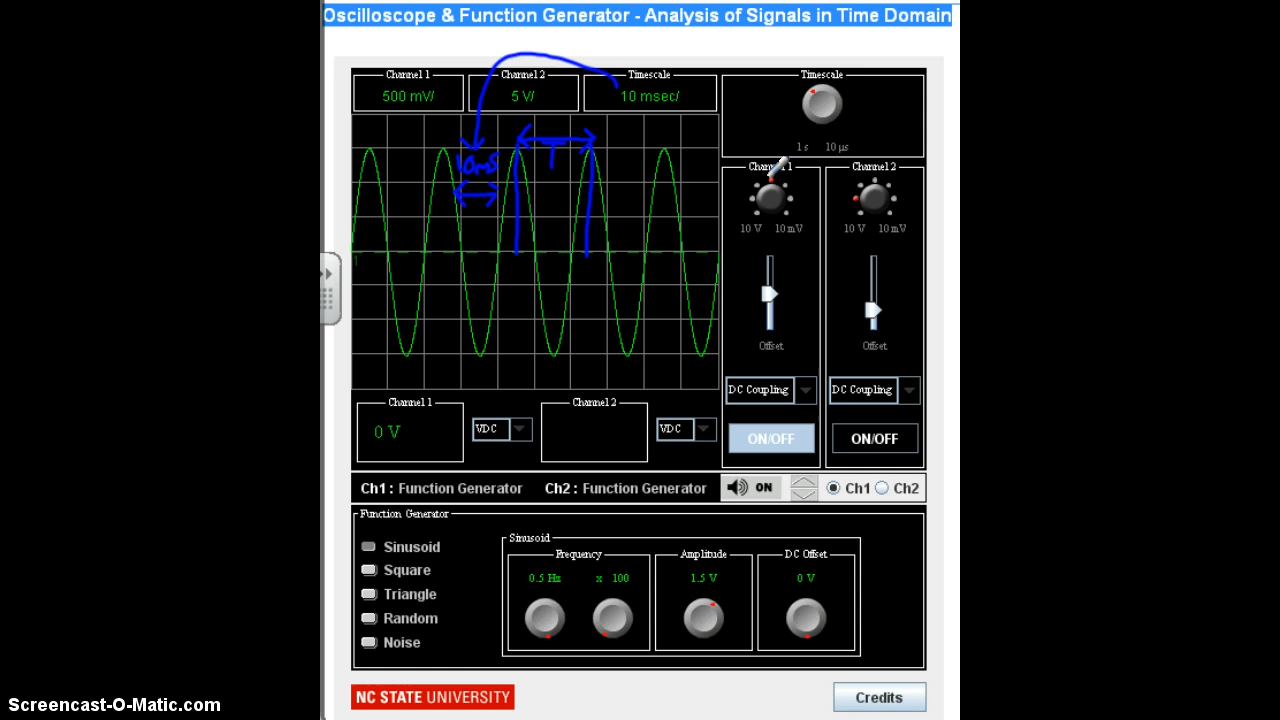 Oscilloscope & Function Generator - Analysis of Signals in Time Domain
Channel 1 Channel 2 Timescale Timescale
500 mV/ 5 V/ 10 msec/
1 s 10 µs
10ms T
Channel 1 Channel 2
10 V 10 mV 10 V 10 mV
1
Offset Offset
DC Coupling DC Coupling
Channel 1 Channel 2
0 V VDC VDC
ON/OFF ON/OFF
Ch1 : Function Generator Ch2 : Function Generator ON Ch1 Ch2
Function Generator
Sinusoid
Square
Triangle
Random
Noise
Sinusoid
Frequency Amplitude DC Offset
0.5 Hz x 100 1.5 V 0 V
NC STATE UNIVERSITY Credits
Screencast-O-Matic.com